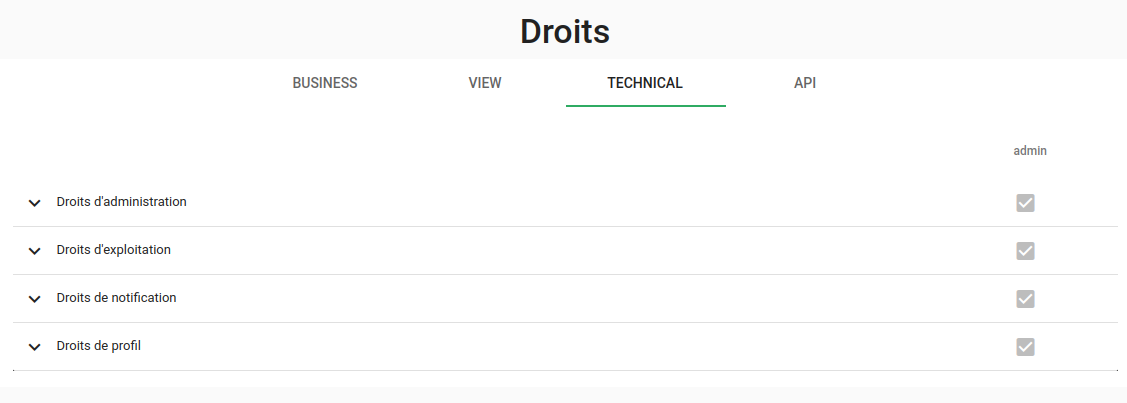 Droits
BUSINESS VIEW TECHNICAL API
admin
Droits d'administration
Droits d'exploitation
Droits de notification
Droits de profil